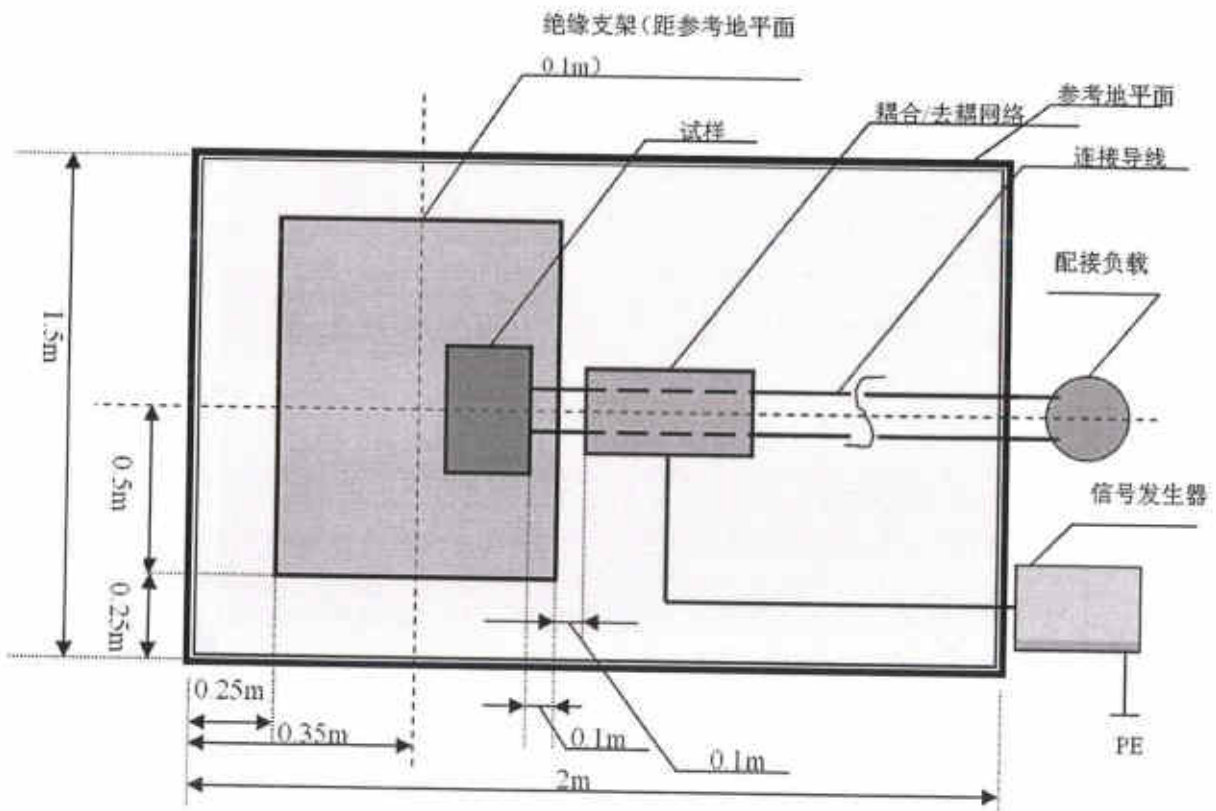 绝缘支架(距参考地平面
0.1m)
参考地平面
耦合/去耦网络
试样
连接导线
配接负载
1.5m
0.5m
信号发生器
0.25m
0.25m
0.35m
0.1m
0.1m
PE
2m